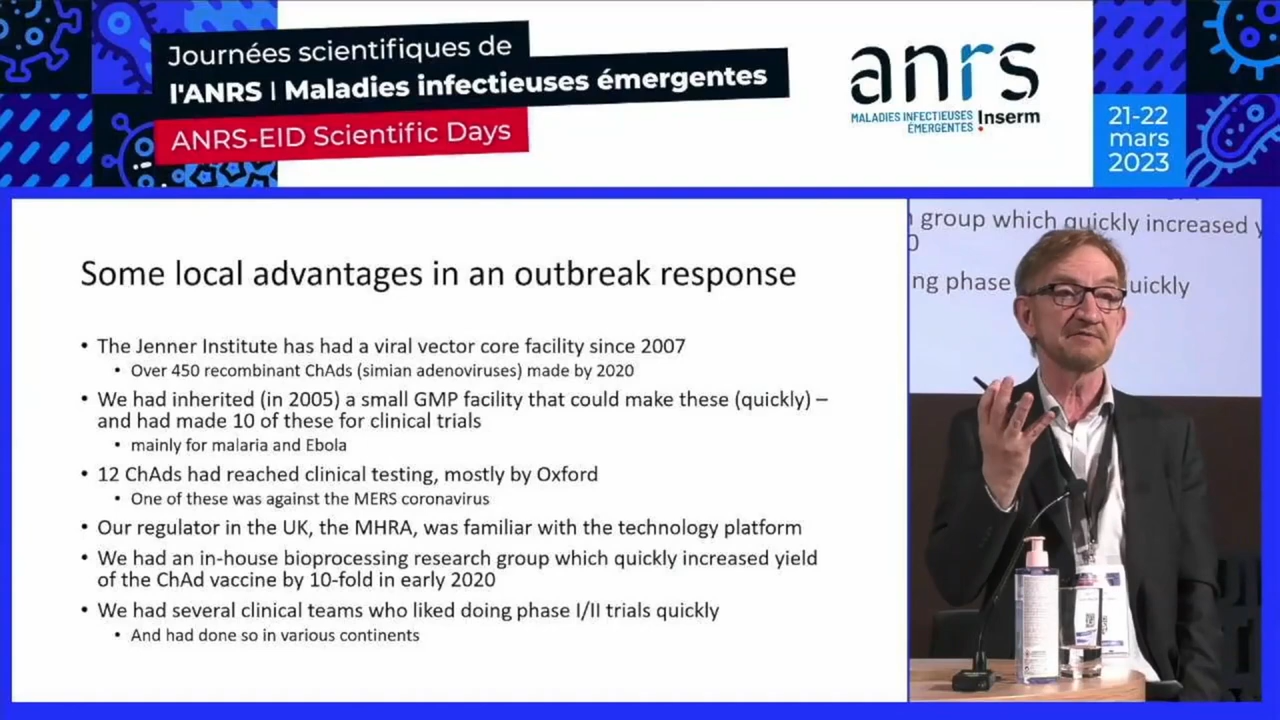 Journées scientifiques de
l'ANRS | Maladies infectieuses émergentes
ANRS-EID Scientific Days
anrs
MALADIES INFECTIEUSES
ÉMERGENTES
Inserm
21-22
mars
2023
Some local advantages in an outbreak response
• The Jenner Institute has had a viral vector core facility since 2007
• Over 450 recombinant ChAds (simian adenoviruses) made by 2020
• We had inherited (in 2005) a small GMP facility that could make these (quickly) –
and had made 10 of these for clinical trials
• mainly for malaria and Ebola
• 12 ChAds had reached clinical testing, mostly by Oxford
• One of these was against the MERS coronavirus
• Our regulator in the UK, the MHRA, was familiar with the technology platform
• We had an in-house bioprocessing research group which quickly increased yield
of the ChAd vaccine by 10-fold in early 2020
• We had several clinical teams who liked doing phase I/II trials quickly
• And had done so in various continents
group which quickly increased y
0
ng phase uickly